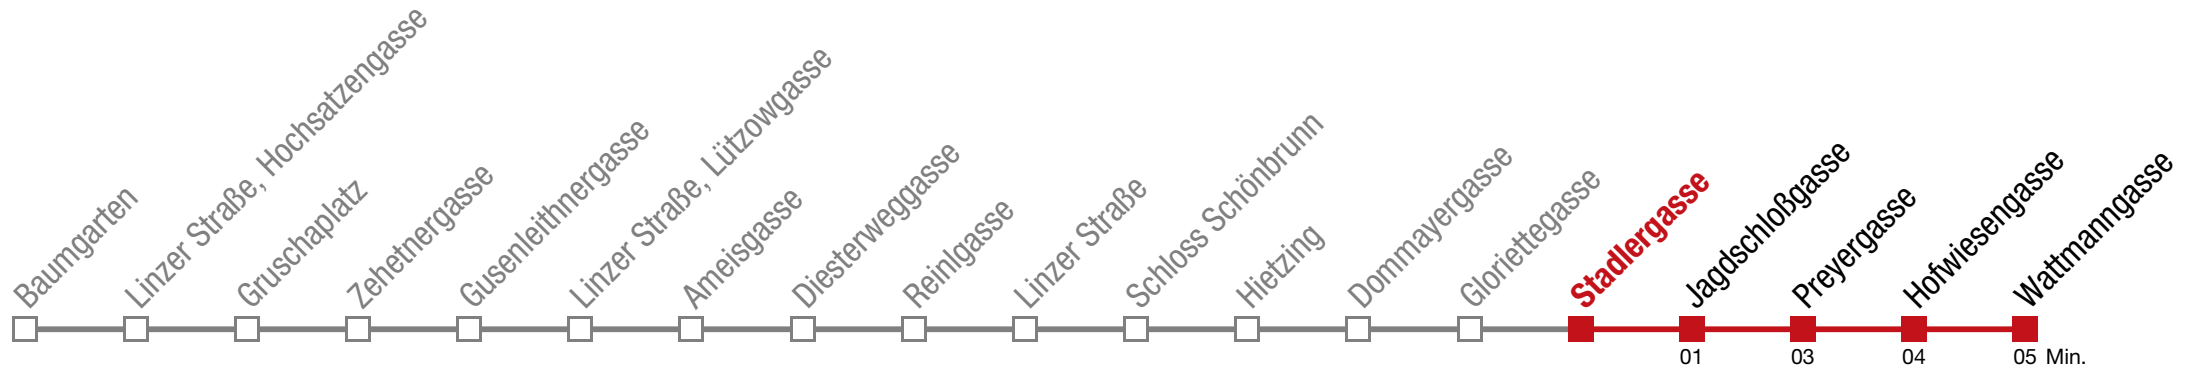 Baumgarten
Linzer Straße, Hochsatzengasse
Gruschaplatz
Zehetnergasse
Gusenleithnergasse
Linzer Straße, Lützowgasse
Ameisgasse
Diesterweggasse
Reinlgasse
Linzer Straße
Schloss Schönbrunn
Hietzing
Dommayergasse
Gloriettegasse
Stadlergasse
Jagdschloßgasse
Preyergasse
Hofwiesengasse
Wattmanngasse
01 03 04 05 Min.